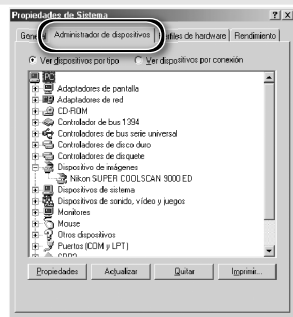 Propiedades de Sistema
Administrador de dispositivos
files de hardware
Rendimiento
Ver dispositivos por tipo
Ver dispositivos por conexión
PC
Adaptadores de pantalla
Adaptadores de red
CD-ROM
Controlador de bus 1394
Controlador de bus serie universal
Controladores de disco duro
Controladores de disquete
Dispositivo de imágenes
Nikon SUPER COOLSCAN 9000 ED
Dispositivos de sistema
Dispositivos de sonido, vídeo y juegos
Monitores
Mouse
Otros dispositivos
Puertos (COM y LPT)
Propiedades
Actualizar
Quitar
Imprimir...